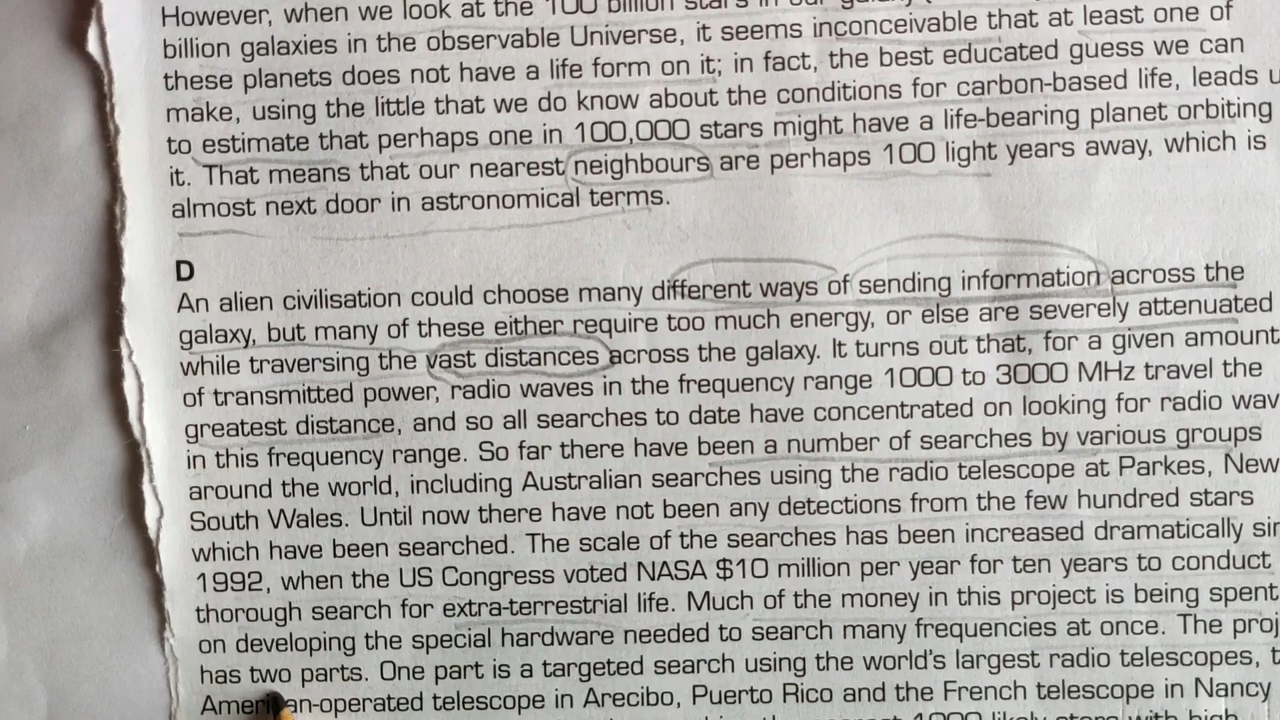 However, when we look at the 100 billion stars in our galaxy
billion galaxies in the observable Universe, it seems inconceivable that at least one of
these planets does not have a life form on it; in fact, the best educated guess we can
make, using the little that we do know about the conditions for carbon-based life, leads u
to estimate that perhaps one in 100,000 stars might have a life-bearing planet orbiting
it. That means that our nearest neighbours are perhaps 100 light years away, which is
almost next door in astronomical terms.
D
An alien civilisation could choose many different ways of sending information across the
galaxy, but many of these either require too much energy, or else are severely attenuated
while traversing the vast distances across the galaxy. It turns out that, for a given amount
of transmitted power, radio waves in the frequency range 1000 to 3000 MHz travel the
greatest distance, and so all searches to date have concentrated on looking for radio wav
in this frequency range. So far there have been a number of searches by various groups
around the world, including Australian searches using the radio telescope at Parkes, New
South Wales. Until now there have not been any detections from the few hundred stars
which have been searched. The scale of the searches has been increased dramatically sin
1992, when the US Congress voted NASA $10 million per year for ten years to conduct
thorough search for extra-terrestrial life. Much of the money in this project is being spent
on developing the special hardware needed to search many frequencies at once. The proj
has two parts. One part is a targeted search using the world's largest radio telescopes, t
American-operated telescope in Arecibo, Puerto Rico and the French telescope in Nancy
1000 likely stars with high